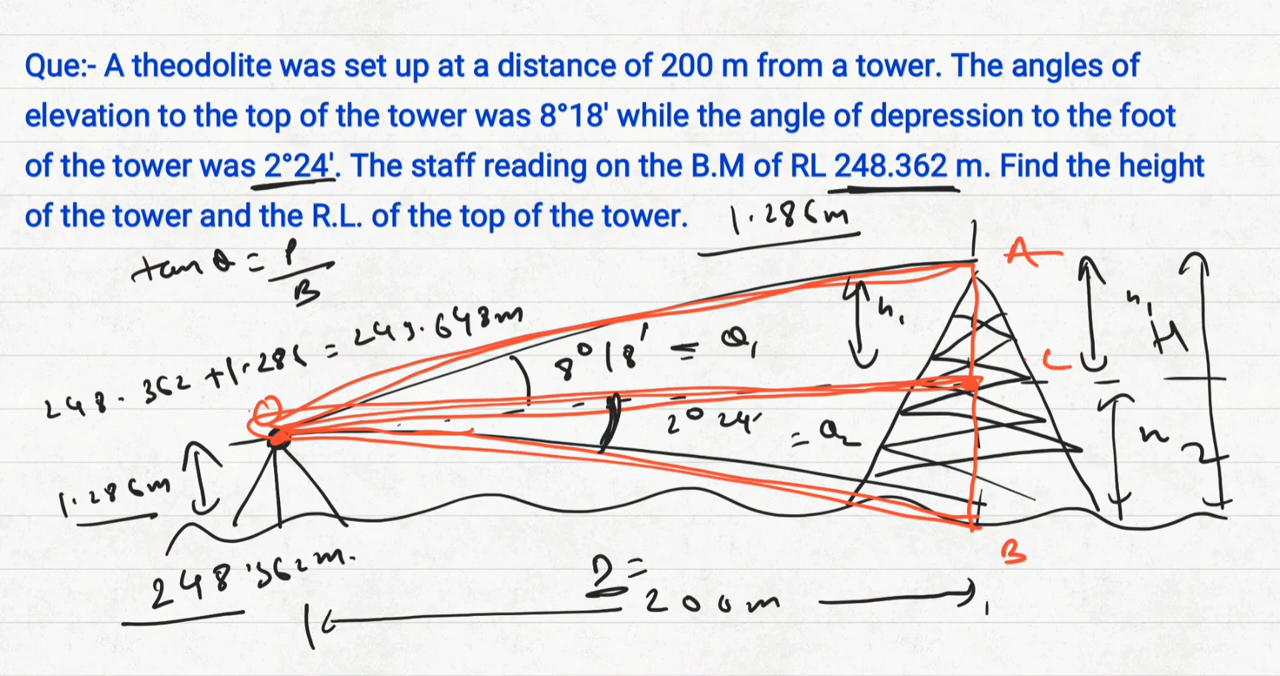 Que:- A theodolite was set up at a distance of 200 m from a tower. The angles of
elevation to the top of the tower was 8°18' while the angle of depression to the foot
of the tower was 2°24'. The staff reading on the B.M of RL 248.362 m. Find the height
of the tower and the R.L. of the top of the tower.
1.286m
tan θ = P/B
A
248.362 + 1.286 = 249.648m
8°18' = θ₁
h₁
h₁
H
C
2°24' = θ₂
h₂
1.286m
B
248.362m.
D =
200m